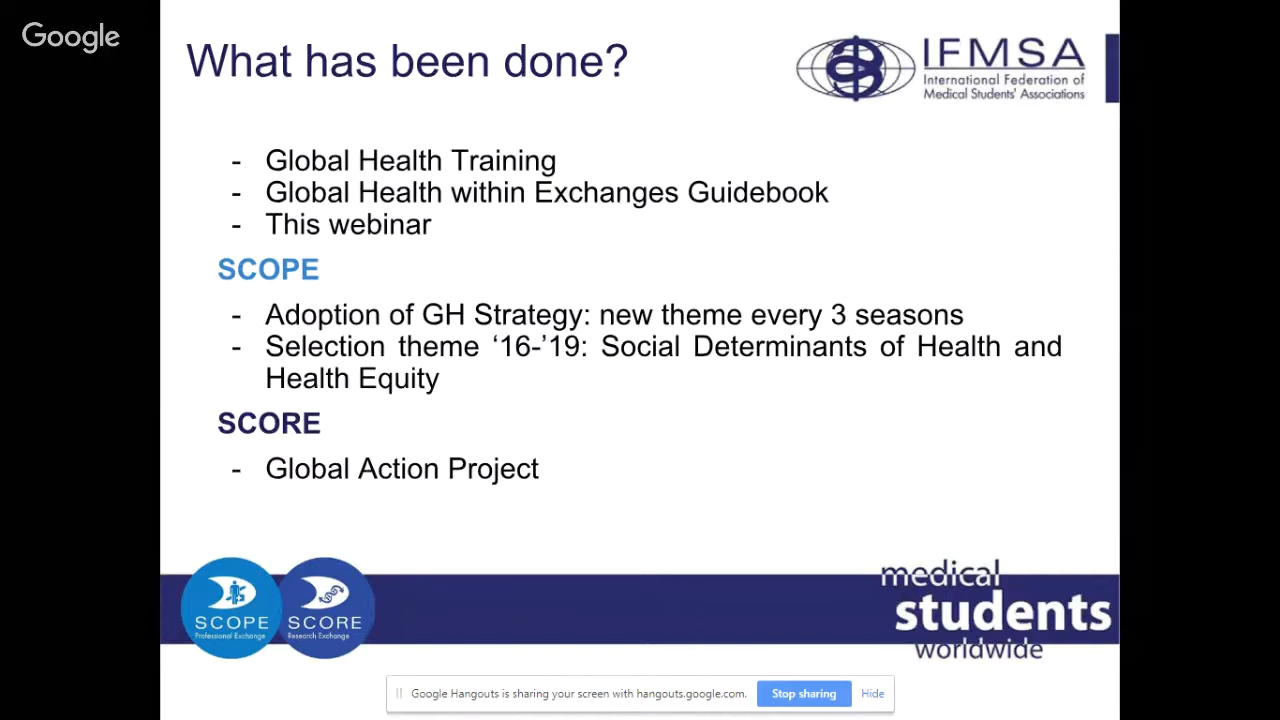 Google
What has been done?
IFMSA
International Federation of
Medical Students' Associations
- Global Health Training
- Global Health within Exchanges Guidebook
- This webinar
SCOPE
- Adoption of GH Strategy: new theme every 3 seasons
- Selection theme ‘16-’19: Social Determinants of Health and
Health Equity
SCORE
- Global Action Project
SCOPE
Professional Exchange
SCORE
Research Exchange
medical
students
worldwide
Google Hangouts is sharing your screen with hangouts.google.com.
Stop sharing
Hide